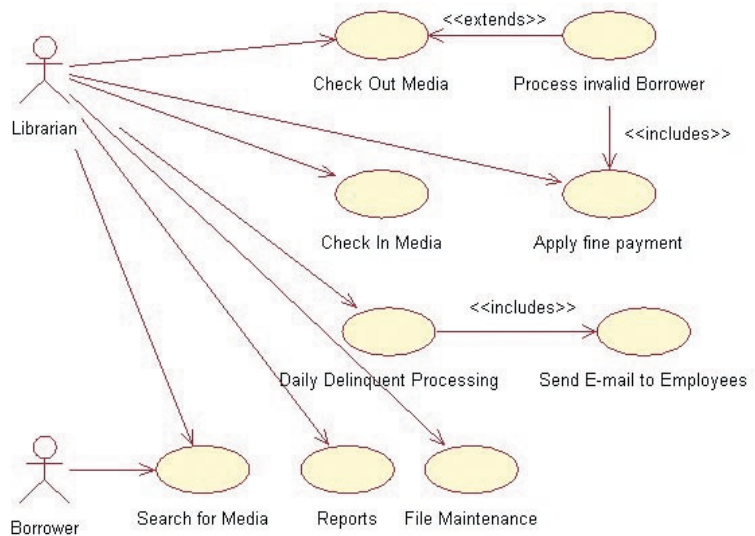 <<extends>>
Check Out Media
Process invalid Borrower
Librarian
<<includes>>
Check In Media
Apply fine payment
<<includes>>
Daily Delinquent Processing
Send E-mail to Employees
Borrower
Search for Media
Reports
File Maintenance